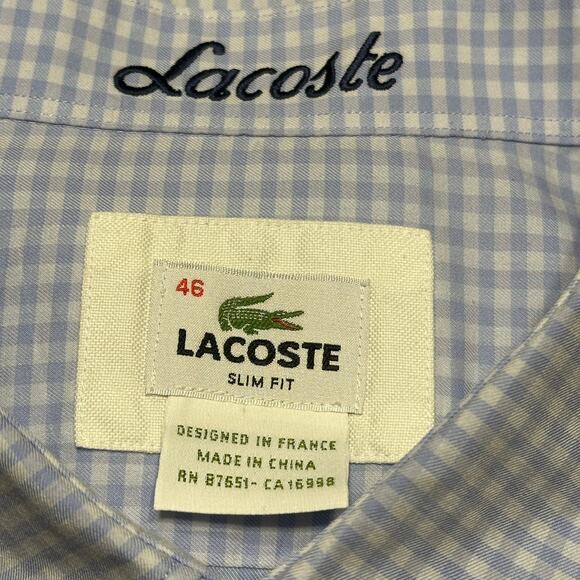 Lacoste
46
LACOSTE
SLIM FIT
DESIGNED IN FRANCE
MADE IN CHINA
RN 87651- CA16998